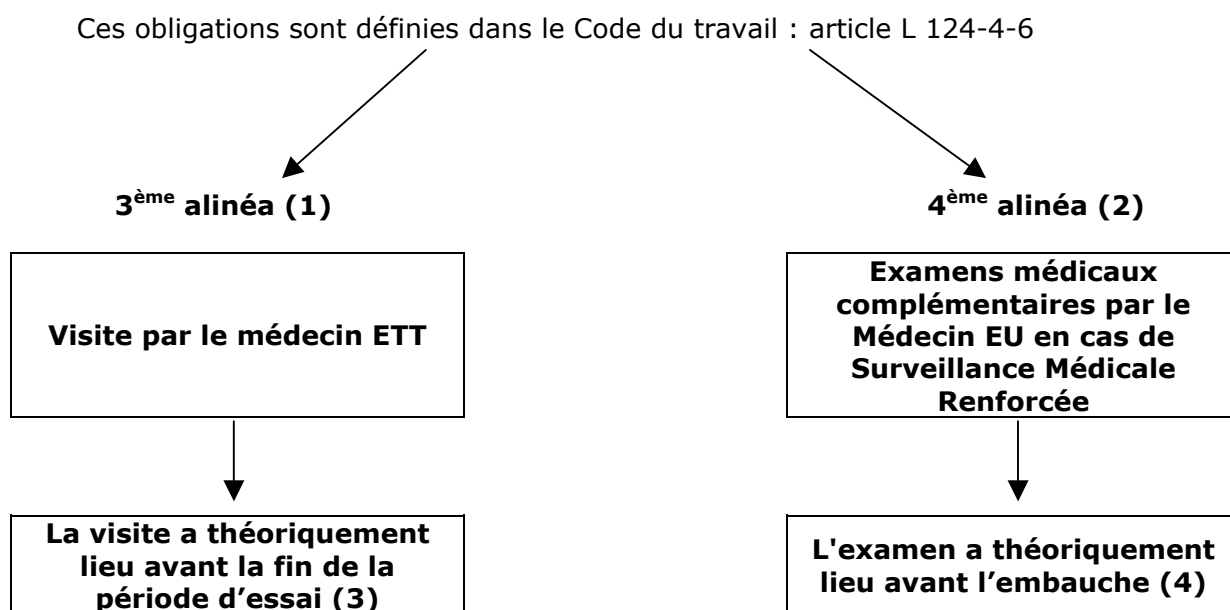 Ces obligations sont définies dans le Code du travail : article L 124-4-6
3ème alinéa (1)
Visite par le médecin ETT
La visite a théoriquement
lieu avant la fin de la
période d'essai (3)
4ème alinéa (2)
Examens médicaux
complémentaires par le
Médecin EU en cas de
Surveillance Médicale
Renforcée
L'examen a théoriquement
lieu avant l'embauche (4)